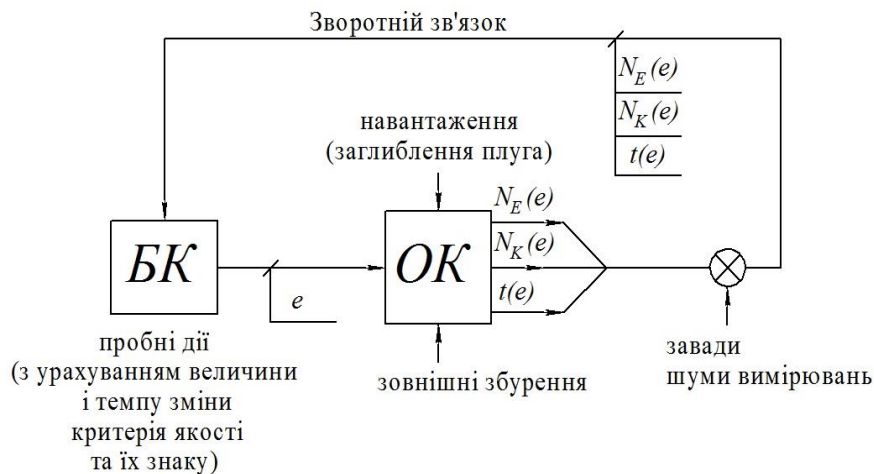 Зворотній зв'язок
N_E(e)
N_K(e)
t(e)
навантаження
(заглиблення плуга)
N_E(e)
БК
ОК
N_K(e)
e
t(e)
пробні дії
(з урахуванням величини
і темпу зміни
критерія якості
та їх знаку)
зовнішні збурення
завади
шуми вимірювань